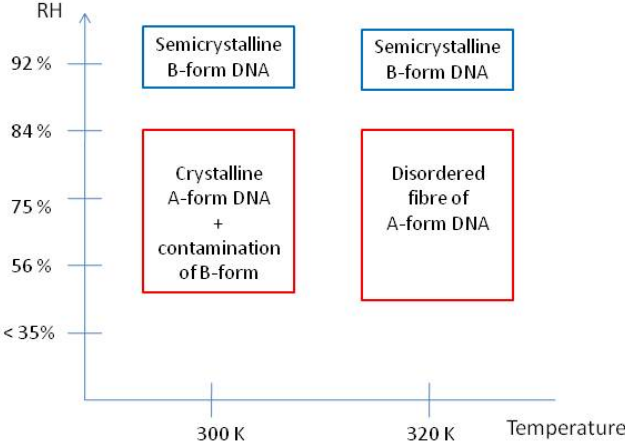 RH
92 %
84 %
75 %
56 %
< 35%
Semicrystalline
B-form DNA
Semicrystalline
B-form DNA
Crystalline
A-form DNA
+
contamination
of B-form
Disordered
fibre of
A-form DNA
300 K
320 K
Temperature